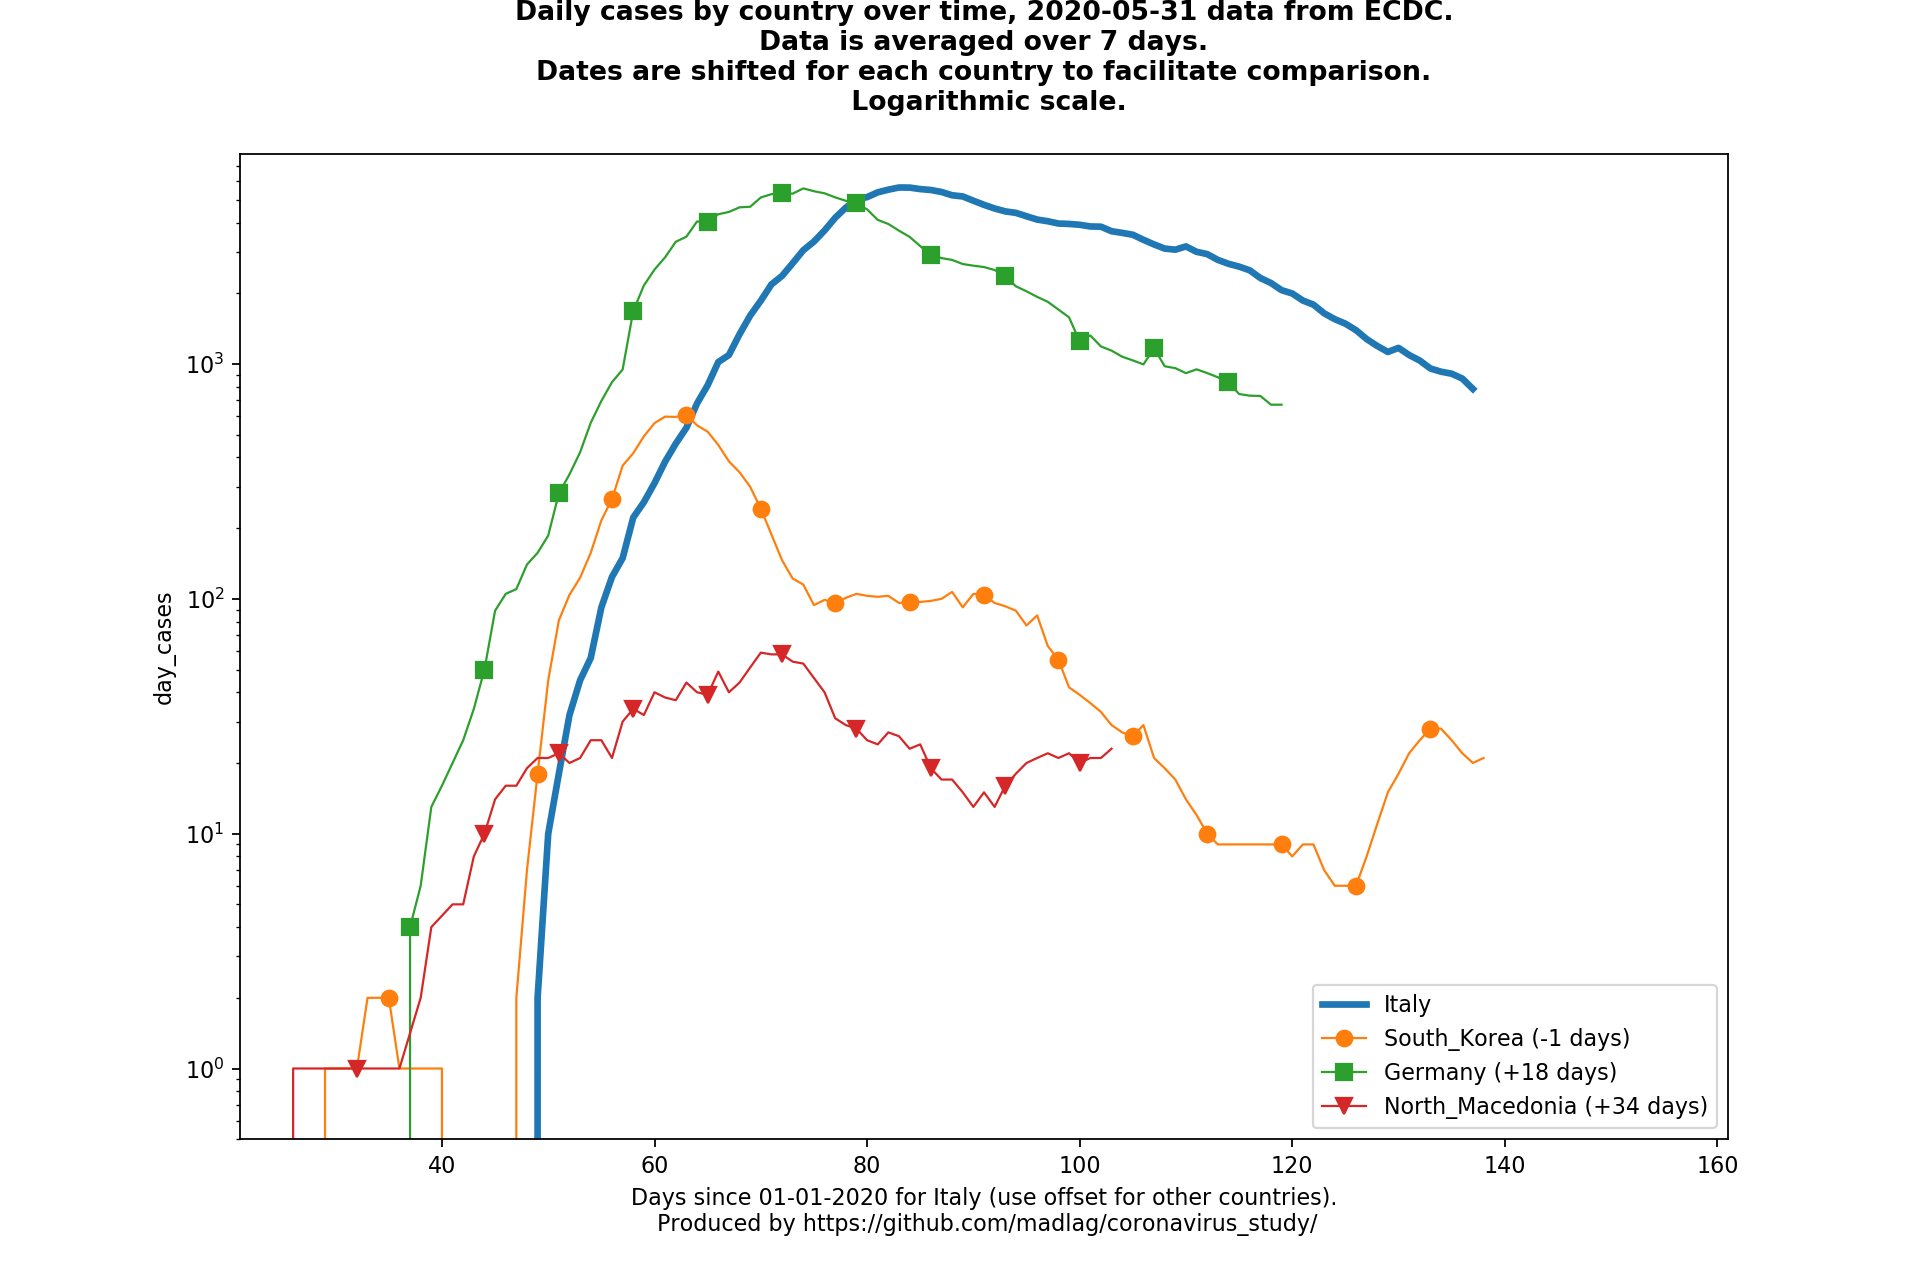 Daily cases by country over time, 2020-05-31 data from ECDC.
Data is averaged over 7 days.
Dates are shifted for each country to facilitate comparison.
Logarithmic scale.
10³
10²
10¹
10⁰
day_cases
40 60 80 100 120 140 160
Italy
South_Korea (-1 days)
Germany (+18 days)
North_Macedonia (+34 days)
Days since 01-01-2020 for Italy (use offset for other countries).
Produced by https://github.com/madlag/coronavirus_study/